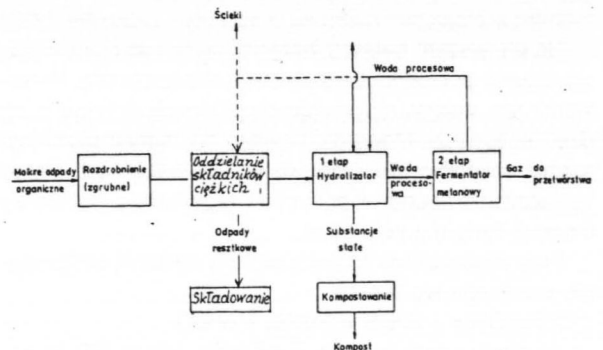 Ścieki
Woda procesowa
Mokre odpady
organiczne
Rozdrobnienie
(zgrubne)
Oddzielanie
składników
ciężkich
1 etap
Hydrolizator
Woda
proceso-
wa
2 etap
Fermentator
metanowy
Gaz do
przetwórstwa
Odpady
resztkowe
Substancje
stałe
Składowanie
Kompostowanie
Kompost